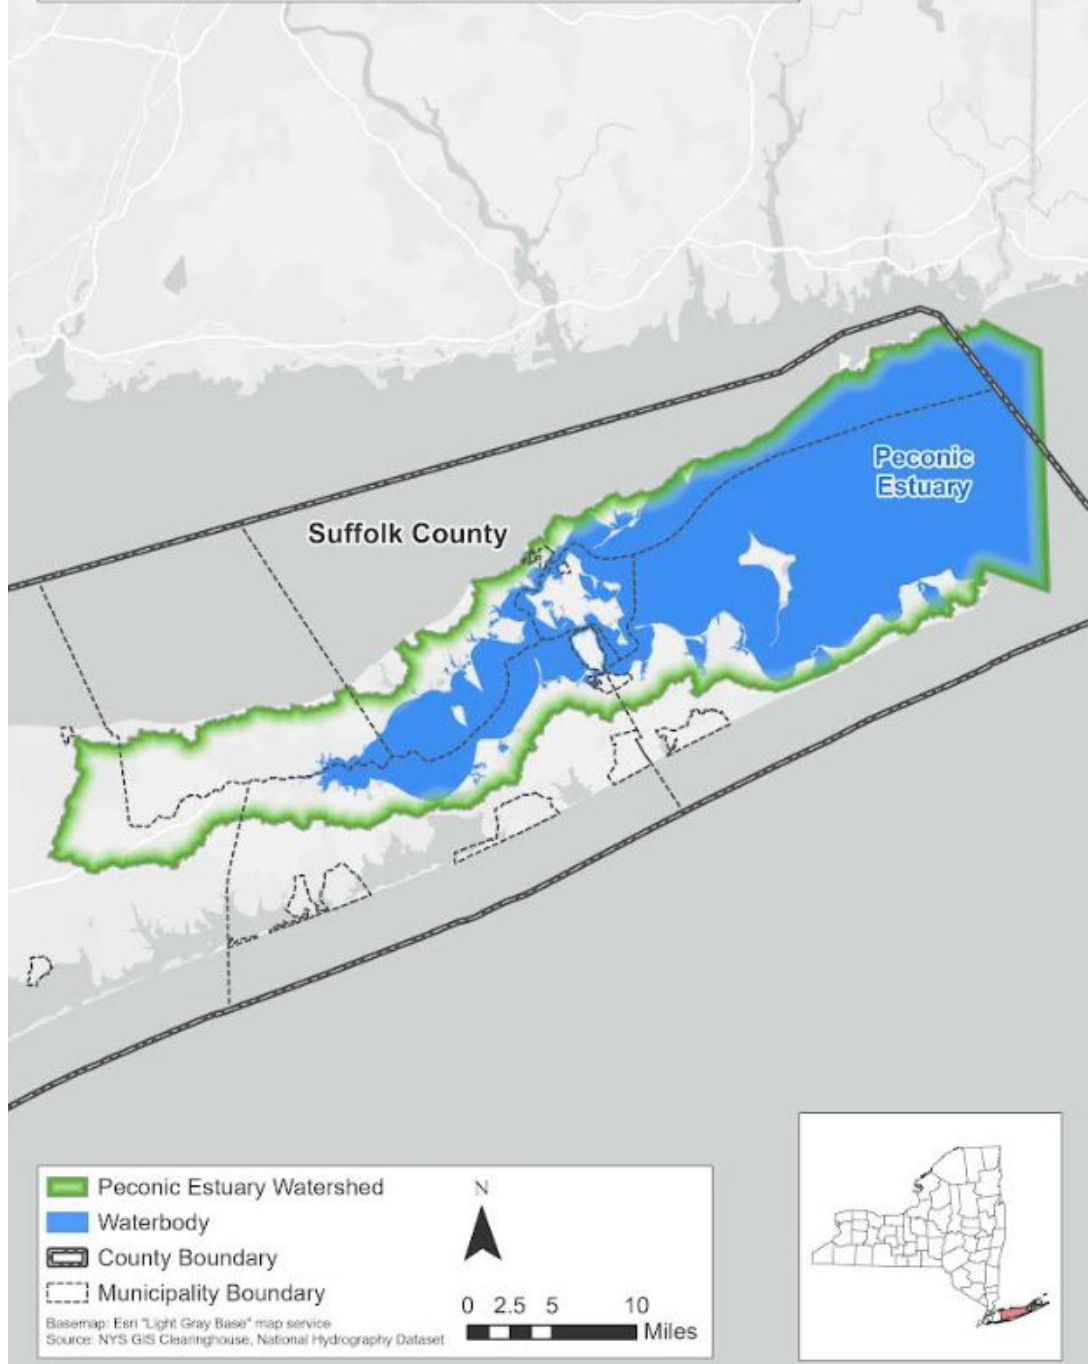 Peconic
Estuary
Suffolk County
Peconic Estuary Watershed
Waterbody
County Boundary
Municipality Boundary
Basemap: Esri "Light Gray Base" map service
Source: NYS GIS Clearinghouse, National Hydrography Dataset
N
0 2.5 5 10
Miles